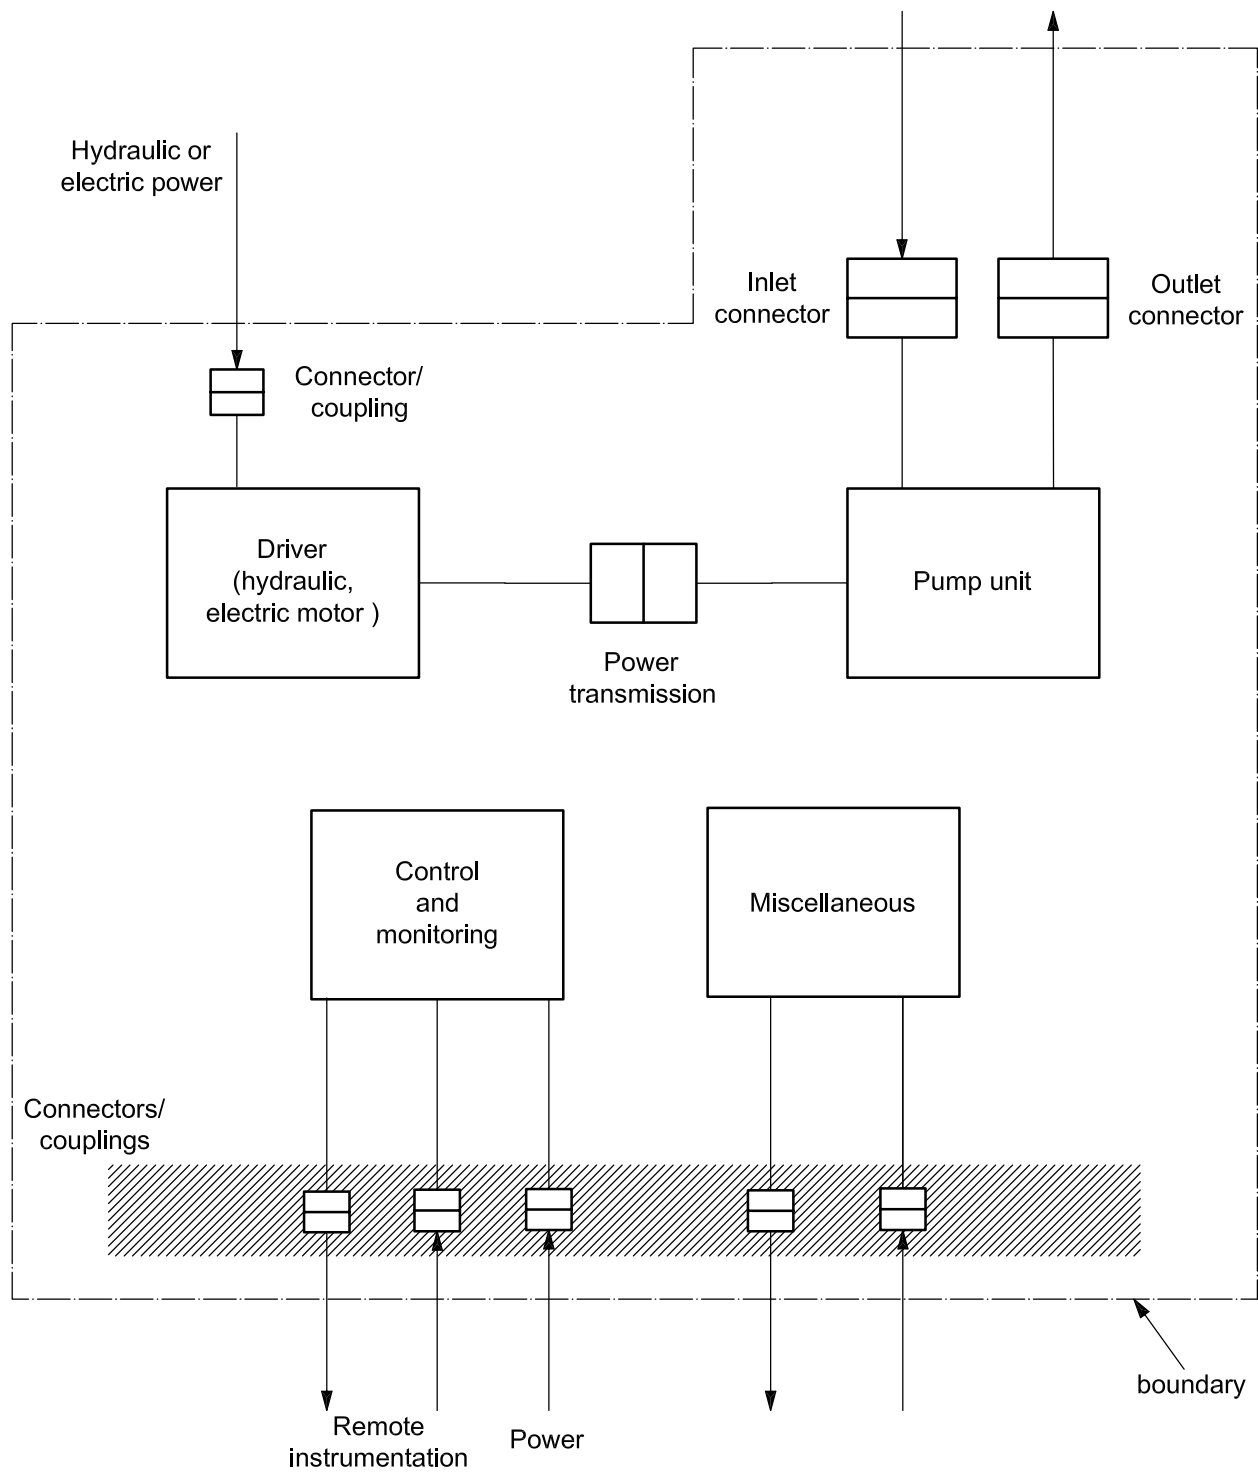 Hydraulic or
electric power
Inlet
connector
Outlet
connector
Connector/
coupling
Driver
(hydraulic,
electric motor )
Pump unit
Power
transmission
Control
and
monitoring
Miscellaneous
Connectors/
couplings
boundary
Remote
instrumentation
Power